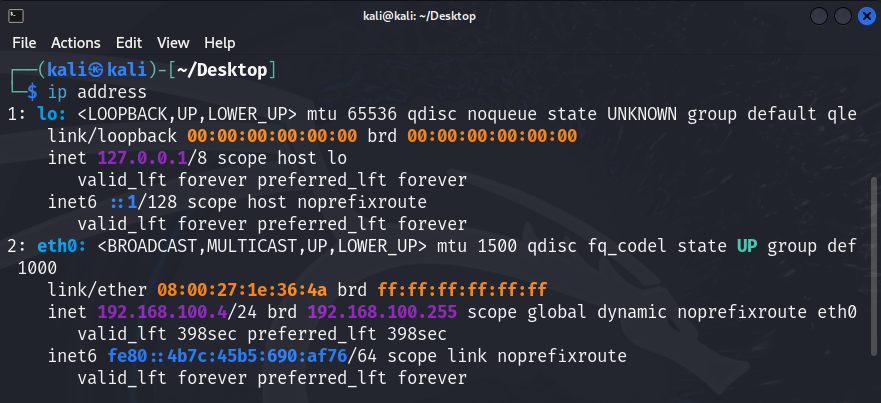 kali@kali: ~/Desktop
File Actions Edit View Help
┌──(kali㉿kali)-[~/Desktop]
└─$ ip address
1: lo: <LOOPBACK,UP,LOWER_UP> mtu 65536 qdisc noqueue state UNKNOWN group default qle
link/loopback 00:00:00:00:00:00 brd 00:00:00:00:00:00
inet 127.0.0.1/8 scope host lo
valid_lft forever preferred_lft forever
inet6 ::1/128 scope host noprefixroute
valid_lft forever preferred_lft forever
2: eth0: <BROADCAST,MULTICAST,UP,LOWER_UP> mtu 1500 qdisc fq_codel state UP group def
1000
link/ether 08:00:27:1e:36:4a brd ff:ff:ff:ff:ff:ff
inet 192.168.100.4/24 brd 192.168.100.255 scope global dynamic noprefixroute eth0
valid_lft 398sec preferred_lft 398sec
inet6 fe80::4b7c:45b5:690:af76/64 scope link noprefixroute
valid_lft forever preferred_lft forever